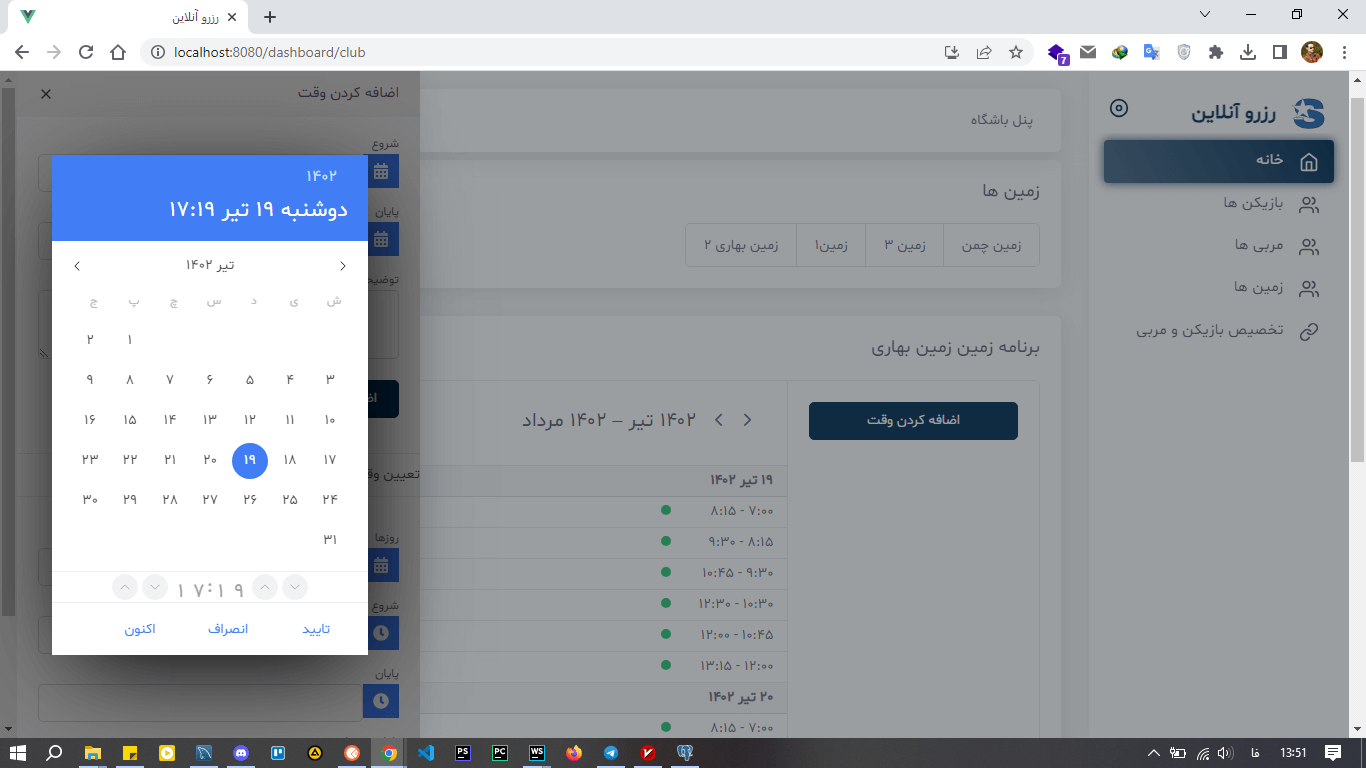 رزرو آنلاین
localhost:8080/dashboard/club
7
رزرو آنلاین
خانه
بازیکن ها
مربی ها
زمین ها
تخصیص بازیکن و مربی
پنل باشگاه
زمین ها
زمین چمن
زمین ۳
زمین۱
زمین بهاری ۲
برنامه زمین زمین بهاری
اضافه کردن وقت
۱۴۰۲ تیر – ۱۴۰۲ مرداد
۱۹ تیر ۱۴۰۲
۷:۰۰ - ۸:۱۵
۸:۱۵ - ۹:۳۰
۹:۳۰ - ۱۰:۴۵
۱۰:۳۰ - ۱۲:۳۰
۱۰:۴۵ - ۱۲:۰۰
۱۲:۰۰ - ۱۳:۱۵
۲۰ تیر ۱۴۰۲
۷:۰۰ - ۸:۱۵
اضافه کردن وقت
شروع
پایان
روزها
شروع
پایان
۱۴۰۲
دوشنبه ۱۹ تیر ۱۷:۱۹
تیر ۱۴۰۲
ش ی د س چ پ ج
۱ ۲
۳ ۴ ۵ ۶ ۷ ۸ ۹
۱۰ ۱۱ ۱۲ ۱۳ ۱۴ ۱۵ ۱۶
۱۷ ۱۸ ۱۹ ۲۰ ۲۱ ۲۲ ۲۳
۲۴ ۲۵ ۲۶ ۲۷ ۲۸ ۲۹ ۳۰
۳۱
۱۷:۱۹
تایید انصراف اکنون
PS
PC
WS
فا
13:51